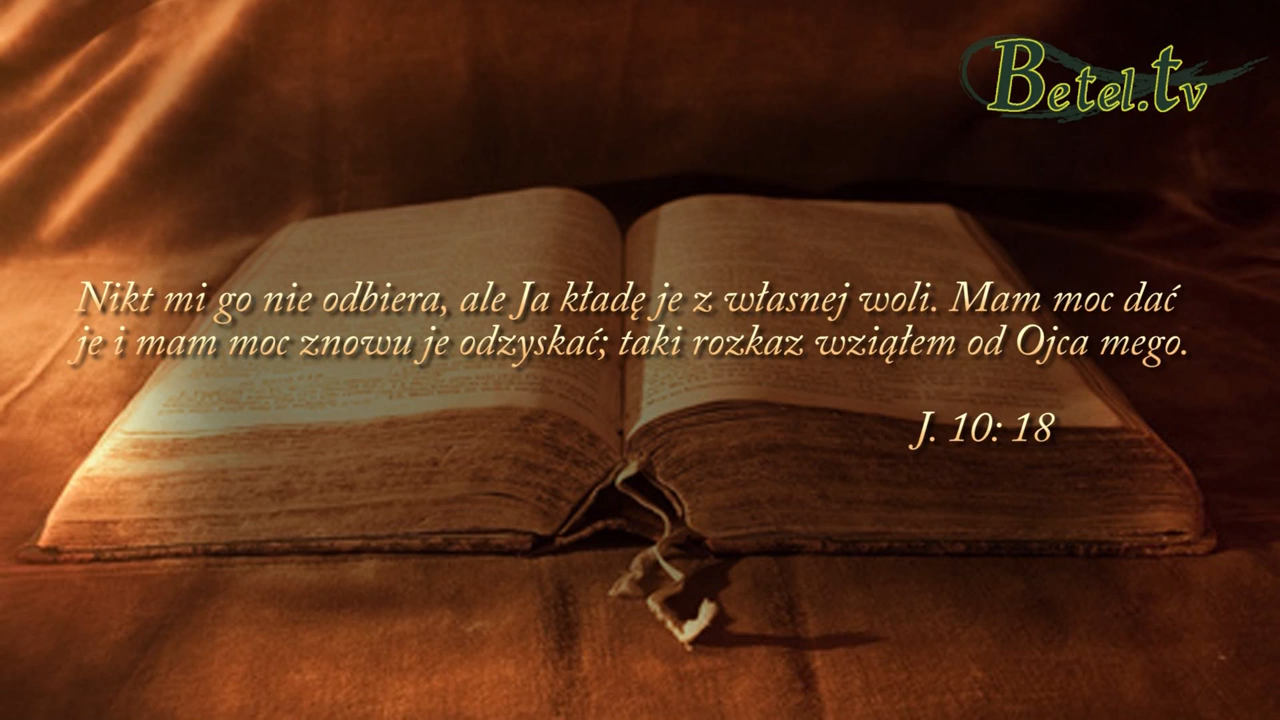 Betel.tv
Nikt mi go nie odbiera, ale Ja kładę je z własnej woli. Mam moc dać
je i mam moc znowu je odzyskać; taki rozkaz wziąłem od Ojca mego.
J. 10: 18